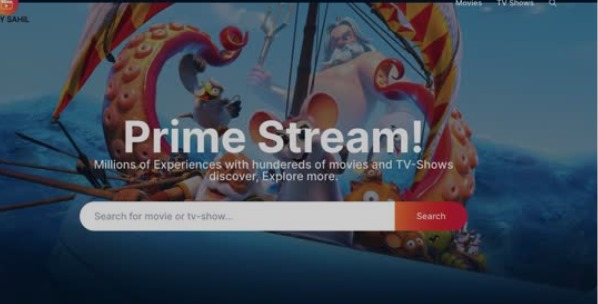 Movies TV Shows
Y SAHIL
Prime Stream!
Millions of Experiences with hundereds of movies and TV-Shows
discover, Explore more.
Search for movie or tv-show... Search